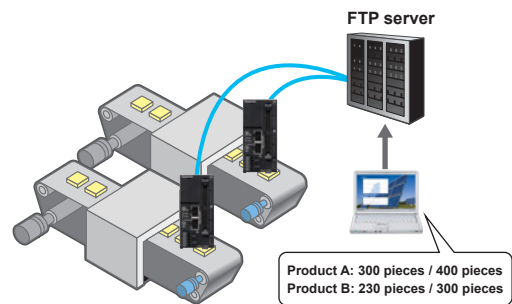 FTP server
Product A: 300 pieces / 400 pieces
Product B: 230 pieces / 300 pieces